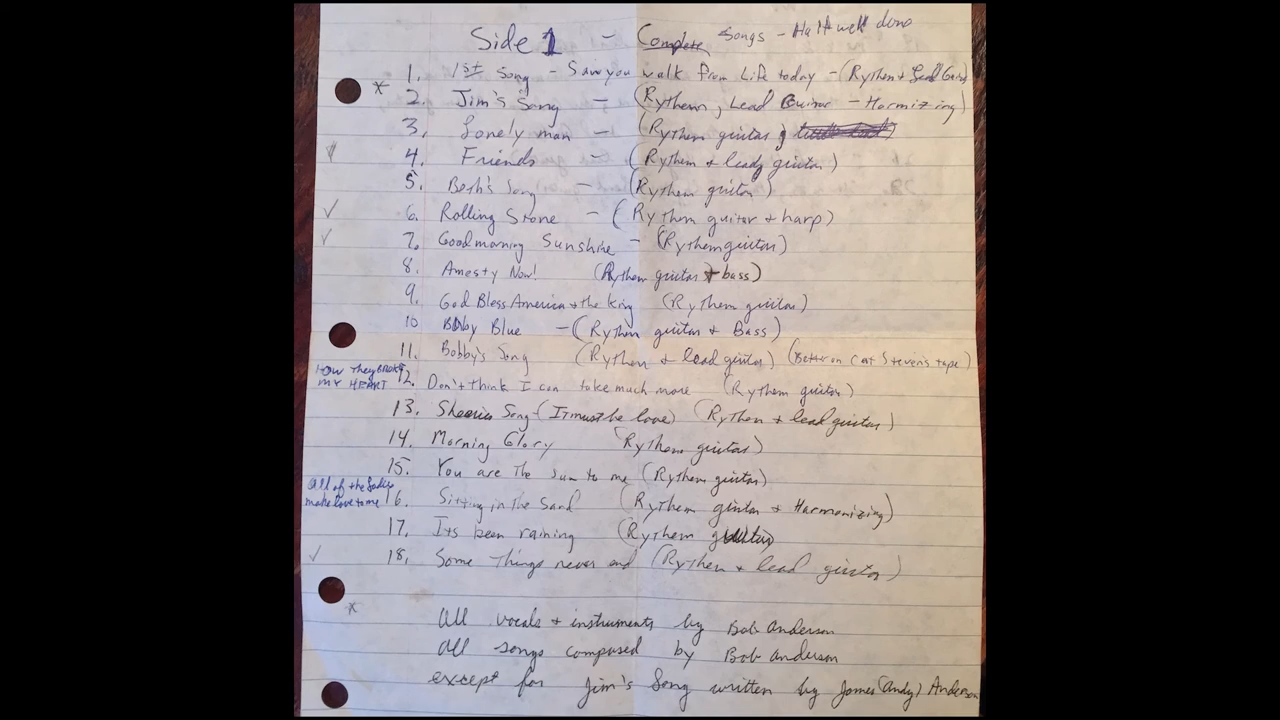 Side 1 - Complete Songs - Half well done
1. 1st Song - Saw you walk from Life today - (Rythem + Lead Guitar)
* 2. Jim's Song - (Rythem, Lead Guitar - Harmizing)
3. Lonely man - (Rythem guitar,
✓ 4. Friends - (Rythem + lead guitar)
5. Beth's Song - (Rythem guitar)
✓ 6. Rolling Stone - (Rythem guitar + harp)
✓ 7. Good morning Sunshine - (Rythem guitar)
8. Amesty Now! (Rythem guitar + bass)
9. God Bless America + the King (Rythem guitar)
10 Baby Blue - (Rythem guitar + Bass)
11. Bobby's Song (Rythem + lead guitar) (Better on Cat Steven's tape)
How They Broke
MY HEART
12. Don't think I can take much more (Rythem guitar)
13. Song (It must be love) (Rythem + lead guitar)
14. Morning Glory (Rythem guitar)
15. You are the sun to me (Rythem guitar)
All of the Ladies
make love to me
16. Sitting in the Sand (Rythem guitar + Harmonizing)
17. Its been raining (Rythem guitar)
✓ 18. Some things never end (Rythem + lead guitar)
* All vocals + instruments by Bob Anderson
All songs composed by Bob Anderson
except for Jim's Song written by James (Andy) Anderson